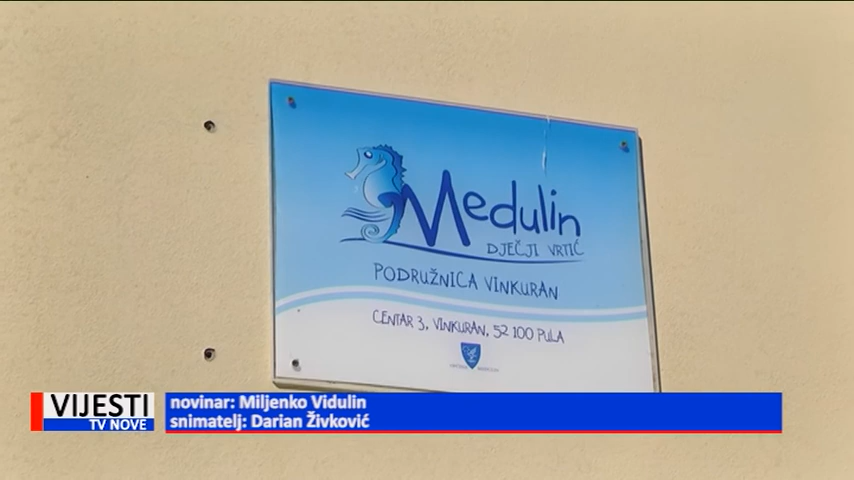 Medulin
DJEČJI VRTIĆ
PODRUŽNICA VINKURAN
CENTAR 3, VINKURAN, 52 100 PULA
VIJESTI
TV NOVE
novinar: Miljenko Vidulin
snimatelj: Darian Živković